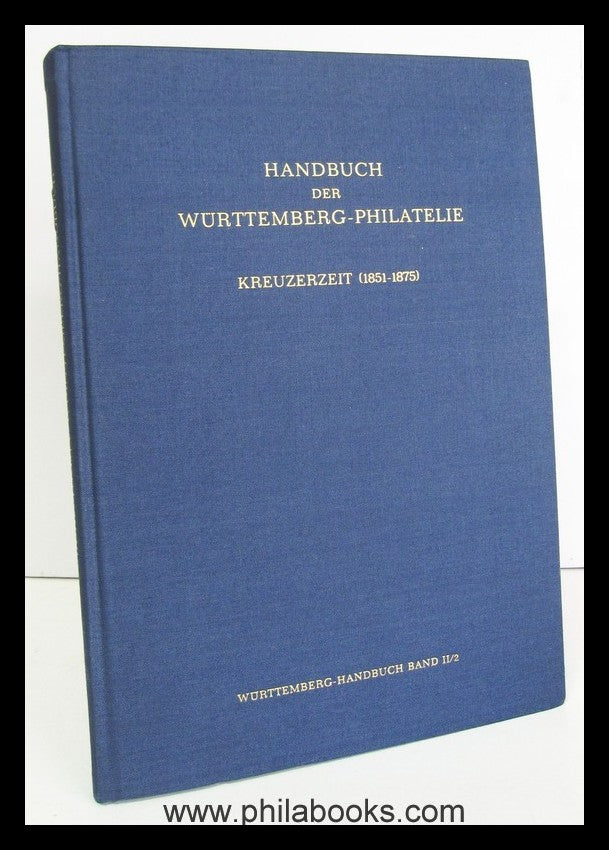 HANDBUCH
DER
WÜRTTEMBERG-PHILATELIE
KREUZERZEIT (1851-1875)
WÜRTTEMBERG-HANDBUCH BAND II/2
www.philabooks.com